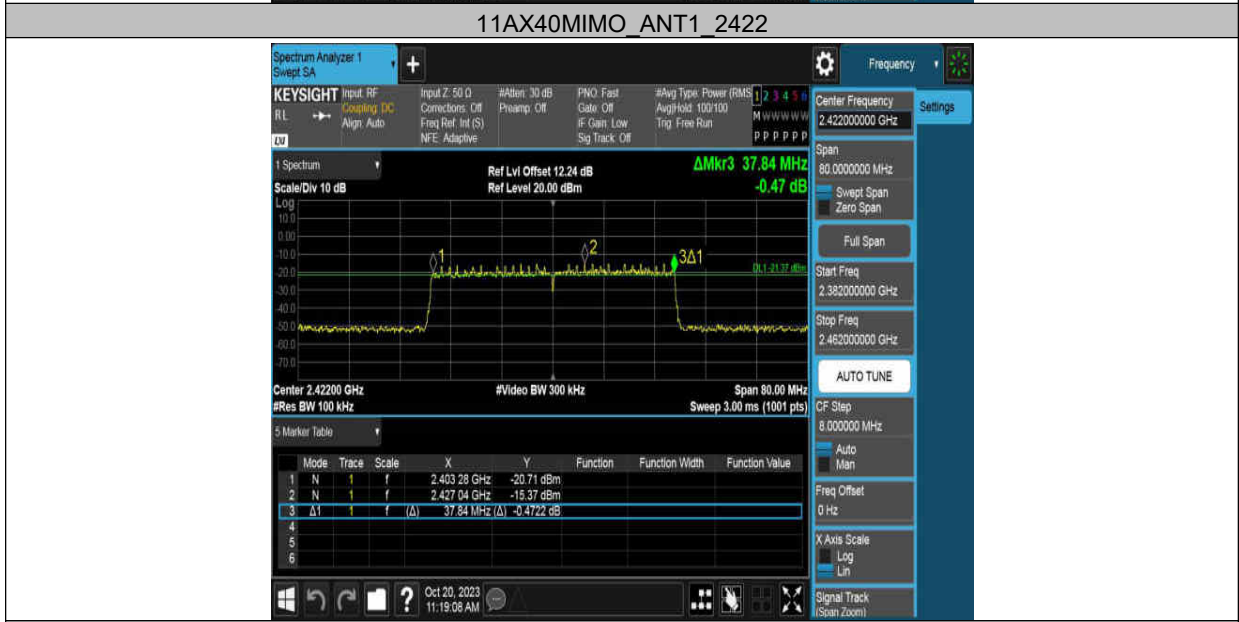 11AX40MIMO_ANT1_2422
Spectrum Analyzer 1
Swept SA
+
Frequency
KEYSIGHT Input: RF
RL Coupling: DC
Align: Auto
Input Z: 50 Ω
Corrections: Off
Freq Ref: Int (S)
NFE: Adaptive
#Atten: 30 dB
Preamp: Off
PNO: Fast
Gate: Off
IF Gain: Low
Sig Track: Off
#Avg Type: Power (RMS
Avg|Hold: 100/100
Trig: Free Run
1 2 3 4 5 6
M W W W W W
P P P P P P
Center Frequency
2.422000000 GHz
Settings
Span
80.0000000 MHz
Swept Span
Zero Span
Full Span
Start Freq
2.382000000 GHz
Stop Freq
2.462000000 GHz
AUTO TUNE
CF Step
8.000000 MHz
Auto
Man
Freq Offset
0 Hz
X Axis Scale
Log
Lin
Signal Track
(Span Zoom)
1 Spectrum
Scale/Div 10 dB
Ref Lvl Offset 12.24 dB
Ref Level 20.00 dBm
ΔMkr3 37.84 MHz
-0.47 dB
Log
10.0
0.00
-10.0
-20.0
-30.0
-40.0
-50.0
-60.0
-70.0
1
2
3Δ1
DL1 -21.37 dBm
Center 2.42200 GHz
#Res BW 100 kHz
#Video BW 300 kHz
Span 80.00 MHz
Sweep 3.00 ms (1001 pts)
5 Marker Table
Mode Trace Scale X Y Function Function Width Function Value
1 N 1 f 2.403 28 GHz -20.71 dBm
2 N 1 f 2.427 04 GHz -15.37 dBm
3 Δ1 1 f (Δ) 37.84 MHz (Δ) -0.4722 dB
4
5
6
?
Oct 20, 2023
11:19:08 AM